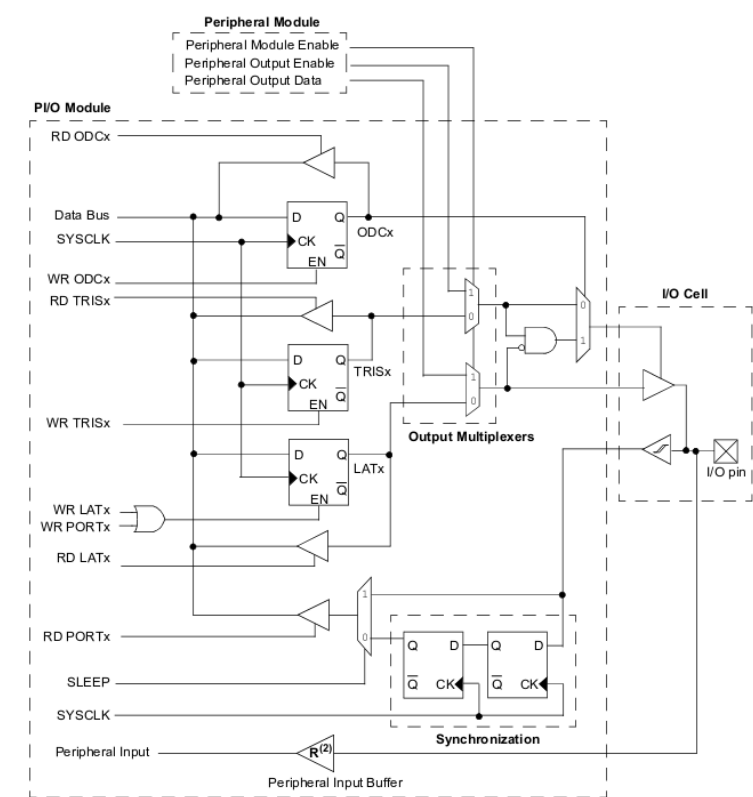 Peripheral Module
Peripheral Module Enable
Peripheral Output Enable
Peripheral Output Data
PI/O Module
RD ODCx
Data Bus
D Q
ODCx
SYSCLK
CK
Q
EN
WR ODCx
RD TRISx
1
0
I/O Cell
0
1
D Q
TRISx
CK
Q
EN
1
0
WR TRISx
Output Multiplexers
D Q
LATx
CK
Q
EN
I/O pin
WR LATx
WR PORTx
RD LATx
1
0
RD PORTx
Q D Q D
Q CK Q CK
SLEEP
SYSCLK
Synchronization
Peripheral Input
R(2)
Peripheral Input Buffer